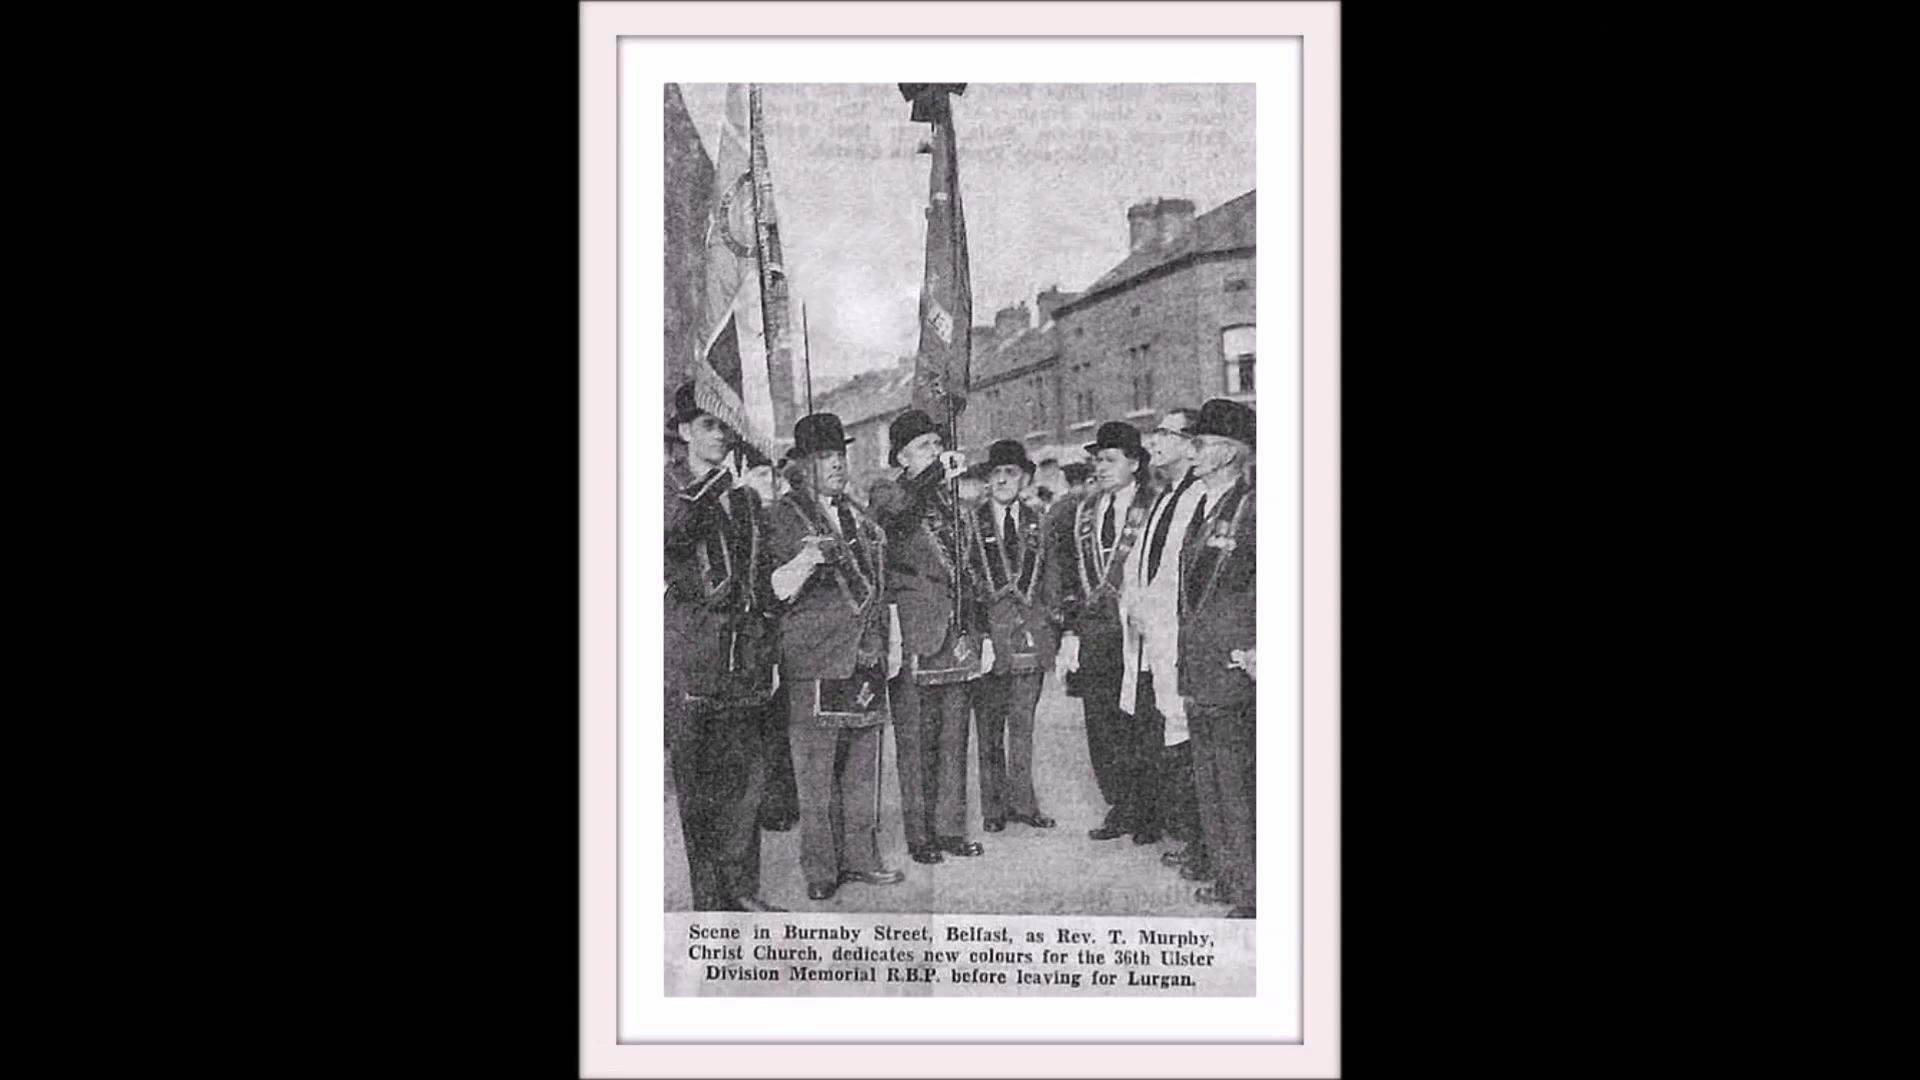 Scene in Burnaby Street, Belfast, as Rev. T. Murphy,
Christ Church, dedicates new colours for the 36th Ulster
Division Memorial R.B.P. before leaving for Lurgan.